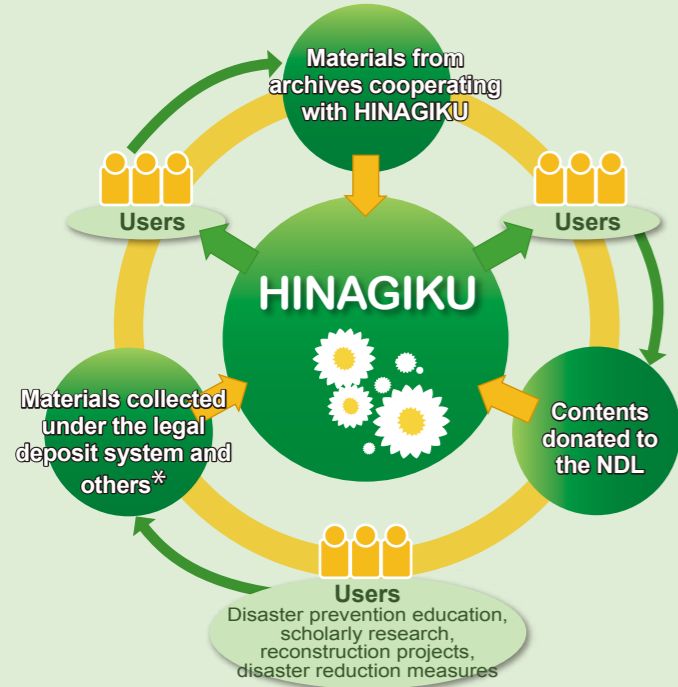 Materials from
archives cooperating
with HINAGIKU
Users
Users
HINAGIKU
Materials collected
under the legal
deposit system and
others*
Contents
donated to
the NDL
Users
Disaster prevention education,
scholarly research,
reconstruction projects,
disaster reduction measures